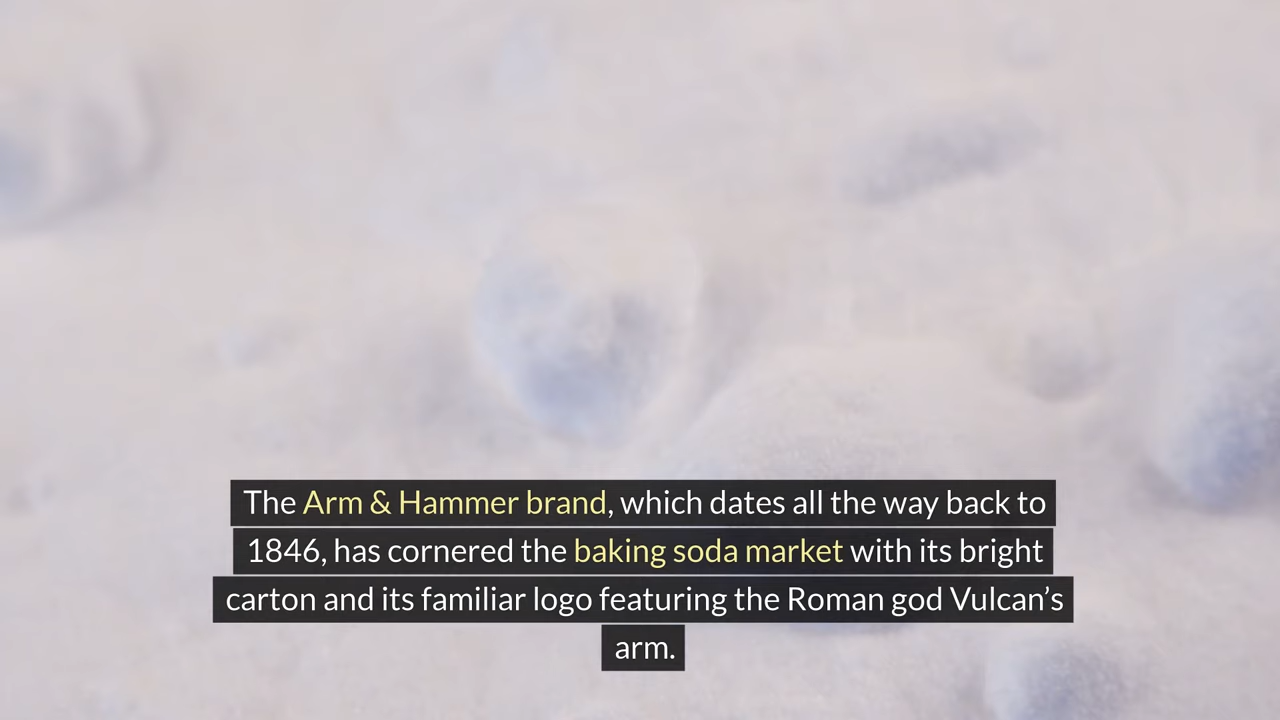 The Arm & Hammer brand, which dates all the way back to
1846, has cornered the baking soda market with its bright
carton and its familiar logo featuring the Roman god Vulcan’s
arm.